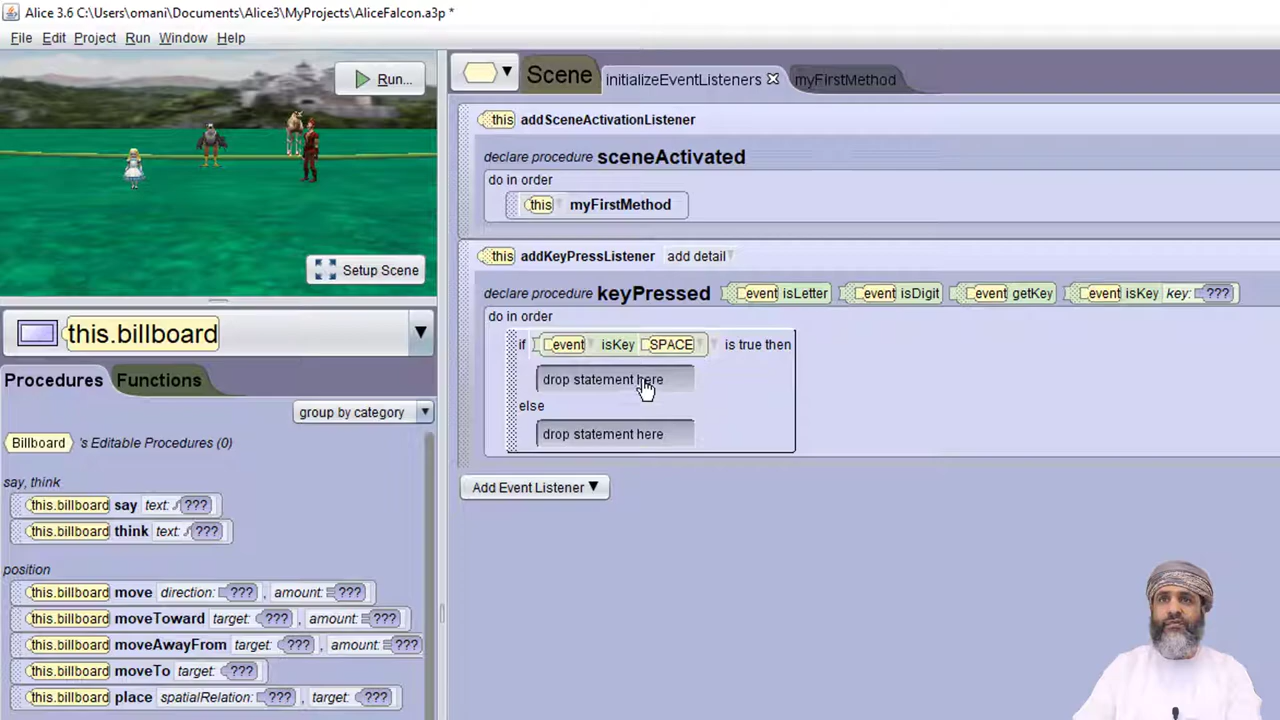 Alice 3.6 C:\Users\omani\Documents\Alice3\MyProjects\AliceFalcon.a3p *
File Edit Project Run Window Help
Run...
Setup Scene
Scene initializeEventListeners myFirstMethod
this addSceneActivationListener
declare procedure sceneActivated
do in order
this myFirstMethod
this addKeyPressListener add detail
declare procedure keyPressed event isLetter event isDigit event getKey event isKey key: ???
do in order
if event isKey SPACE is true then
drop statement here
else
drop statement here
Add Event Listener
this.billboard
Procedures Functions
group by category
Billboard 's Editable Procedures (0)
say, think
this.billboard say text: ???
this.billboard think text: ???
position
this.billboard move direction: ??? , amount: ???
this.billboard moveToward target: ??? , amount: ???
this.billboard moveAwayFrom target: ??? , amount: ???
this.billboard moveTo target: ???
this.billboard place spatialRelation: ??? , target: ???